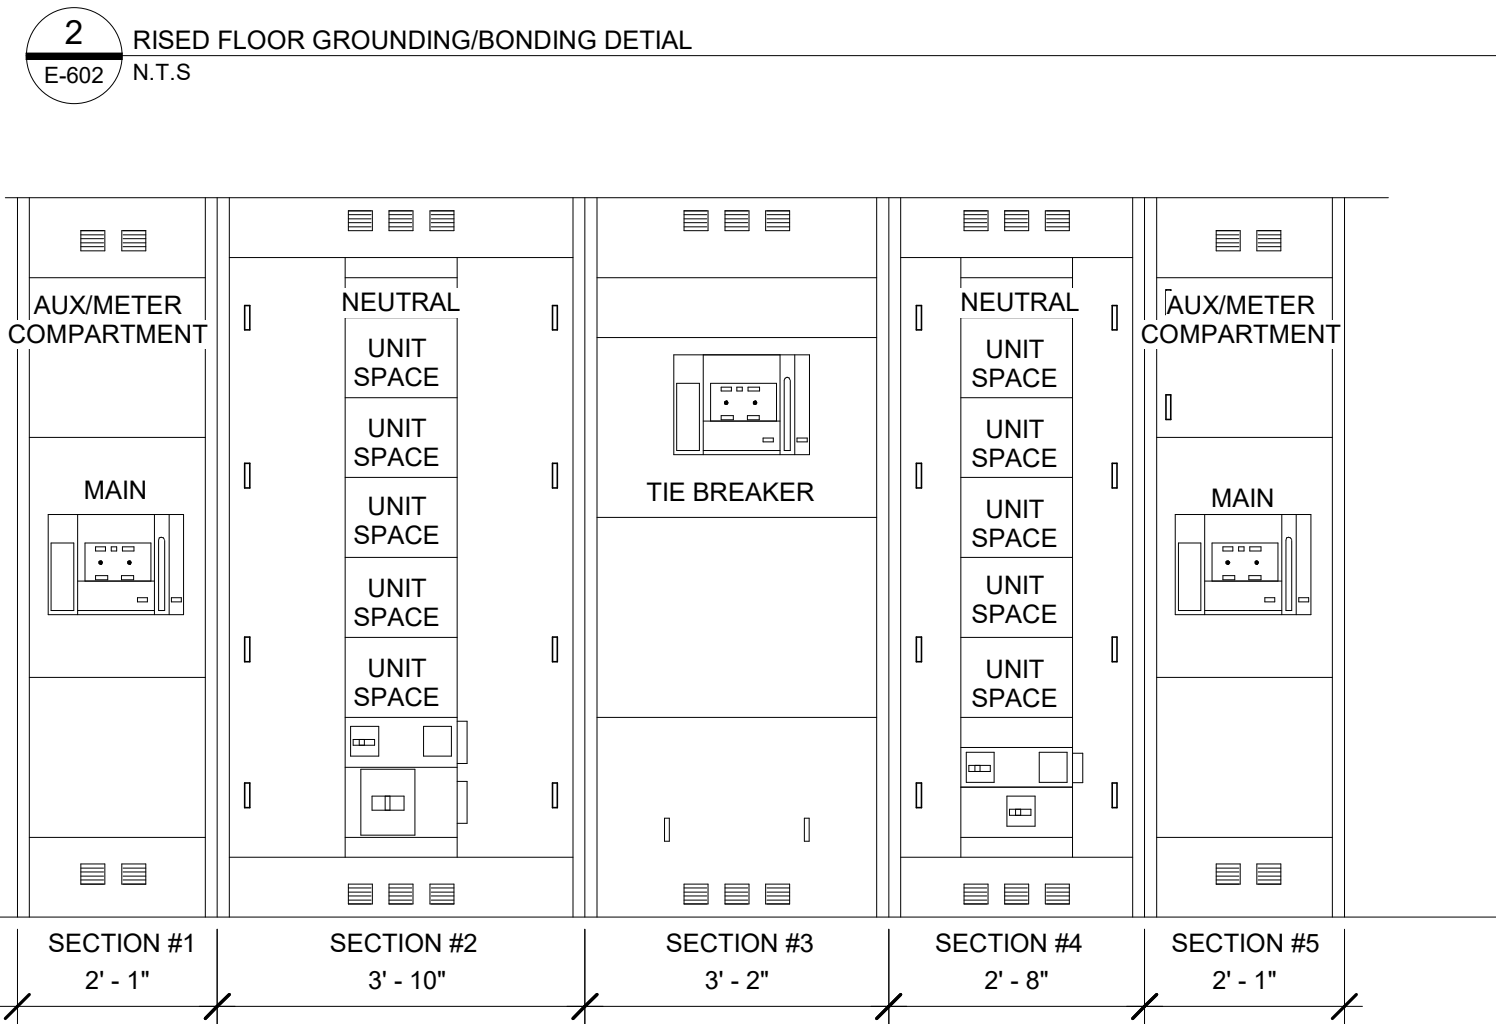 2
RISED FLOOR GROUNDING/BONDING DETIAL
E-602
N.T.S
AUX/METER
COMPARTMENT
MAIN
NEUTRAL
UNIT
SPACE
UNIT
SPACE
UNIT
SPACE
UNIT
SPACE
UNIT
SPACE
TIE BREAKER
NEUTRAL
UNIT
SPACE
UNIT
SPACE
UNIT
SPACE
UNIT
SPACE
UNIT
SPACE
AUX/METER
COMPARTMENT
MAIN
SECTION #1
2' - 1"
SECTION #2
3' - 10"
SECTION #3
3' - 2"
SECTION #4
2' - 8"
SECTION #5
2' - 1"